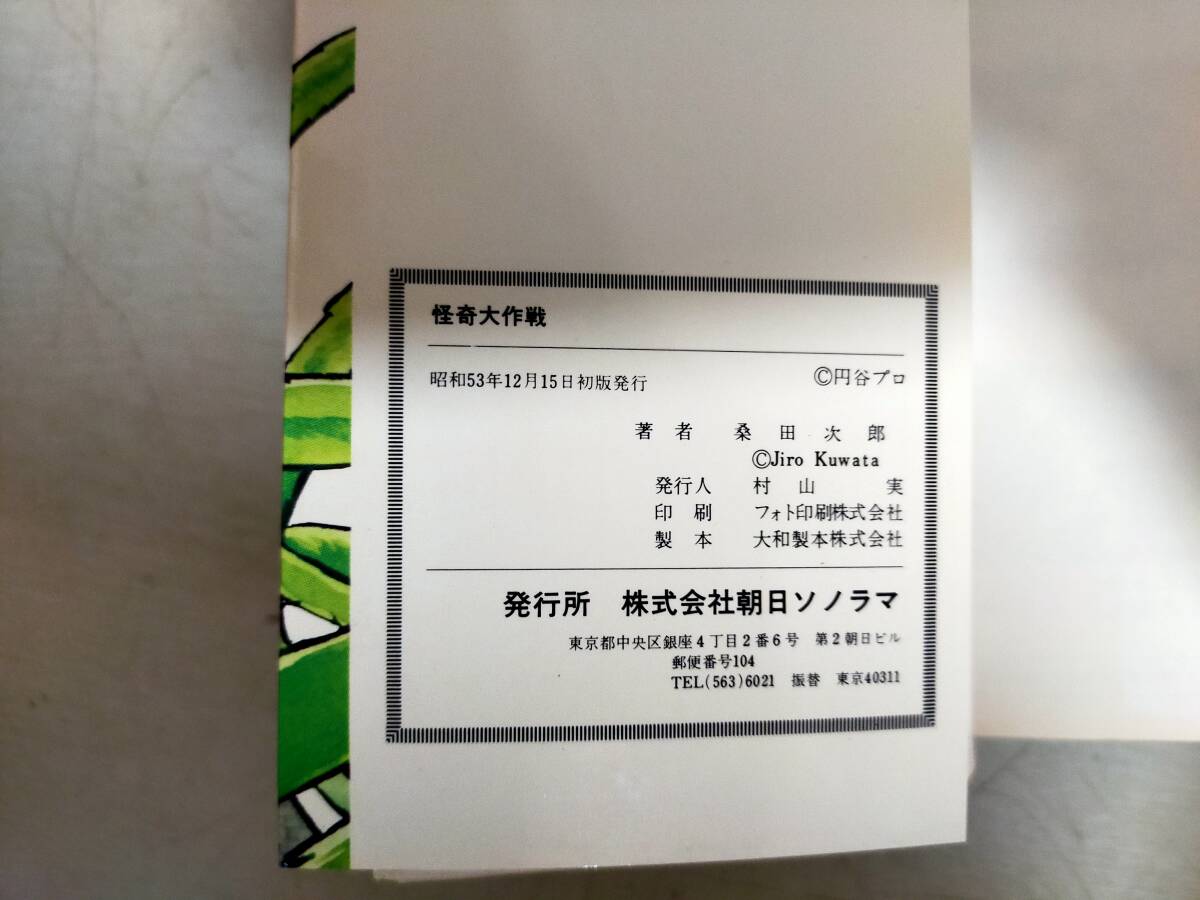 怪奇大作戦
昭和53年12月15日初版発行 ©円谷プロ
著者 桑田次郎
©Jiro Kuwata
発行人 村山 実
印刷 フォト印刷株式会社
製本 大和製本株式会社
発行所 株式会社朝日ソノラマ
東京都中央区銀座4丁目2番6号 第2朝日ビル
郵便番号104
TEL(563)6021 振替 東京40311